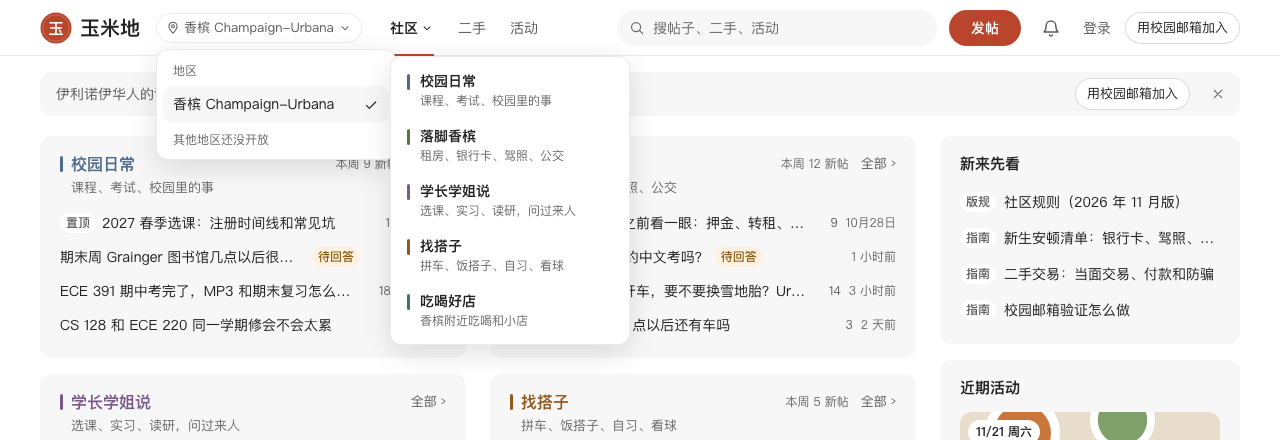 玉 玉米地 香槟 Champaign-Urbana 社区 二手 活动 搜帖子、二手、活动 发帖 登录 用校园邮箱加入
地区
香槟 Champaign-Urbana
其他地区还没开放
校园日常
课程、考试、校园里的事
落脚香槟
租房、银行卡、驾照、公交
学长学姐说
选课、实习、读研，问过来人
找搭子
拼车、饭搭子、自习、看球
吃喝好店
香槟附近吃喝和小店
伊利诺伊华人的 用校园邮箱加入
校园日常 本周 9 新
课程、考试、校园里的事
置顶 2027 春季选课：注册时间线和常见坑
期末周 Grainger 图书馆几点以后很… 待回答
ECE 391 期中考完了，MP3 和期末复习怎么… 18
CS 128 和 ECE 220 同一学期修会不会太累
本周 12 新帖 全部
照、公交
之前看一眼：押金、转租、… 9 10月28日
的中文考吗？ 待回答 1 小时前
开车，要不要换雪地胎？Ur… 14 3 小时前
点以后还有车吗 3 2 天前
新来先看
版规 社区规则（2026 年 11 月版）
指南 新生安顿清单：银行卡、驾照、…
指南 二手交易：当面交易、付款和防骗
指南 校园邮箱验证怎么做
学长学姐说 全部
选课、实习、读研，问过来人
找搭子 本周 5 新帖 全部
拼车、饭搭子、自习、看球
近期活动
11/21 周六